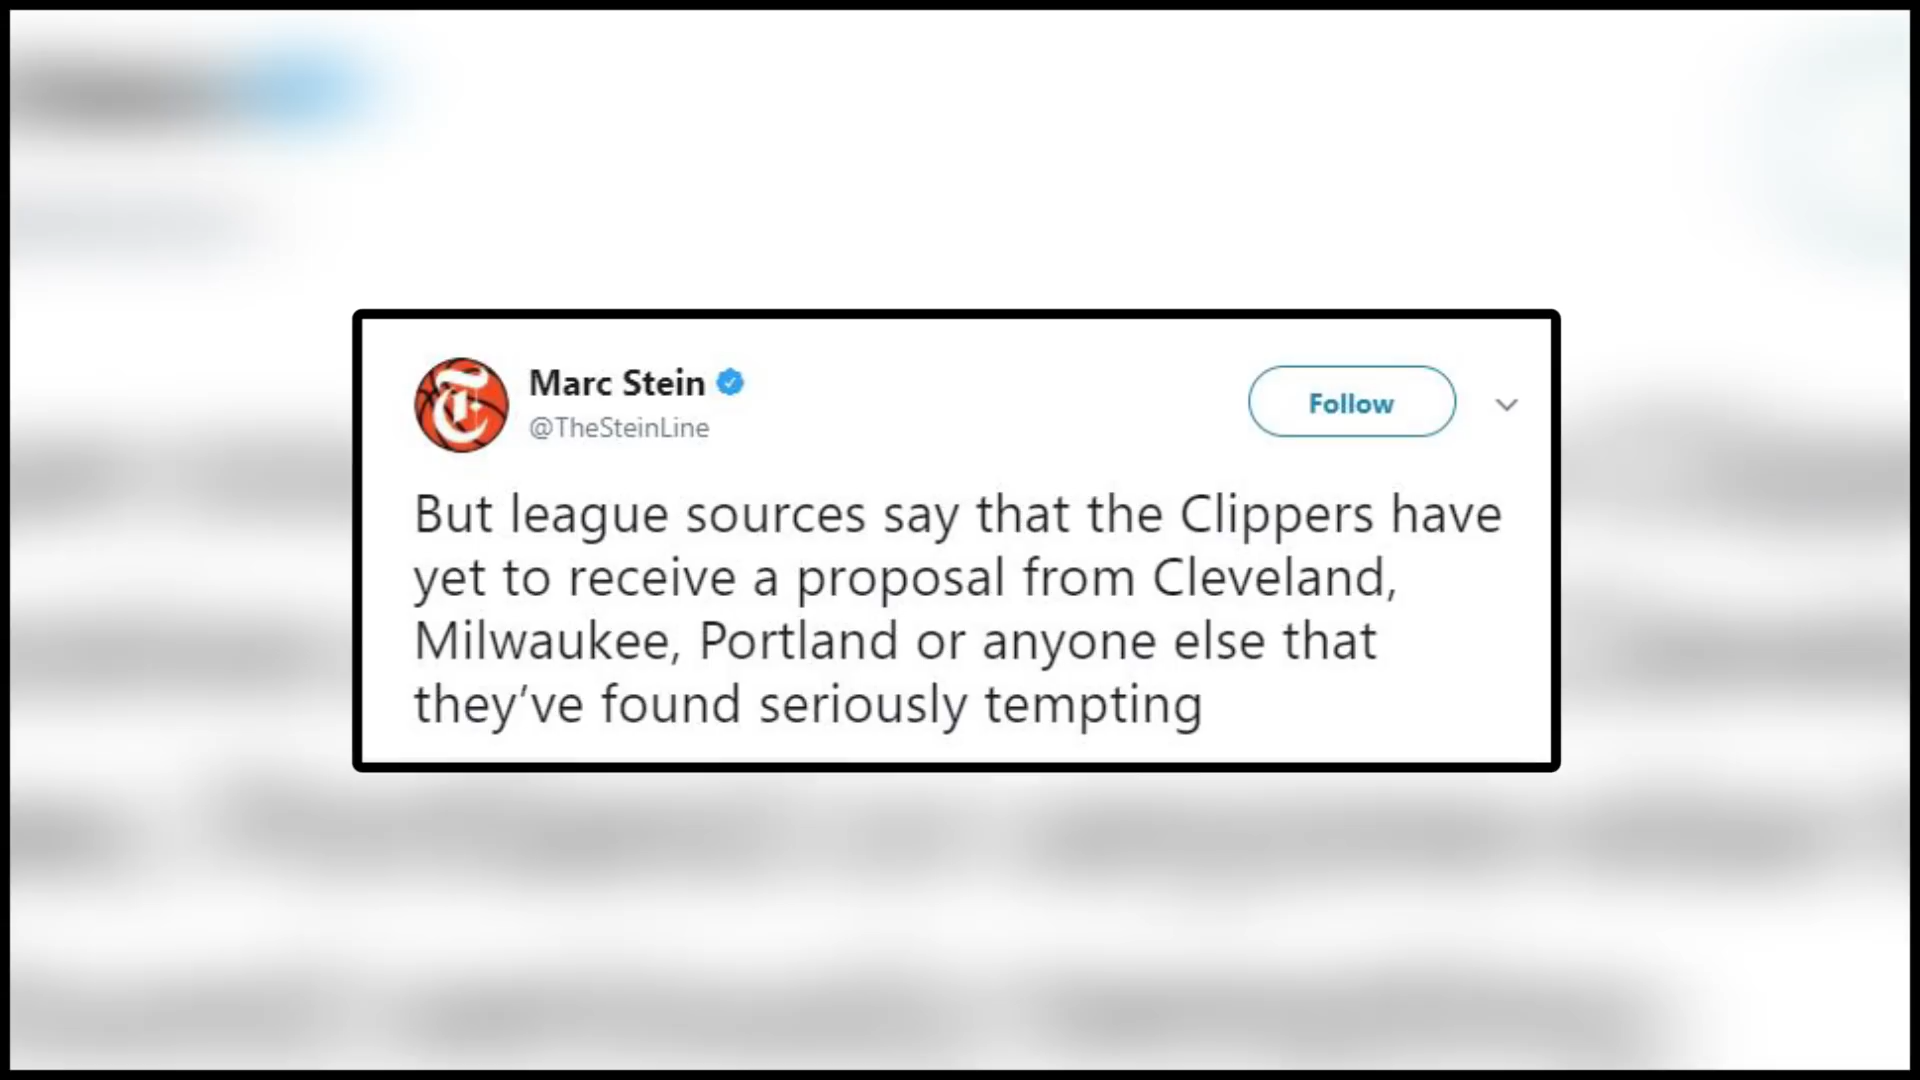 Marc Stein
@TheSteinLine
Follow
But league sources say that the Clippers have
yet to receive a proposal from Cleveland,
Milwaukee, Portland or anyone else that
they’ve found seriously tempting